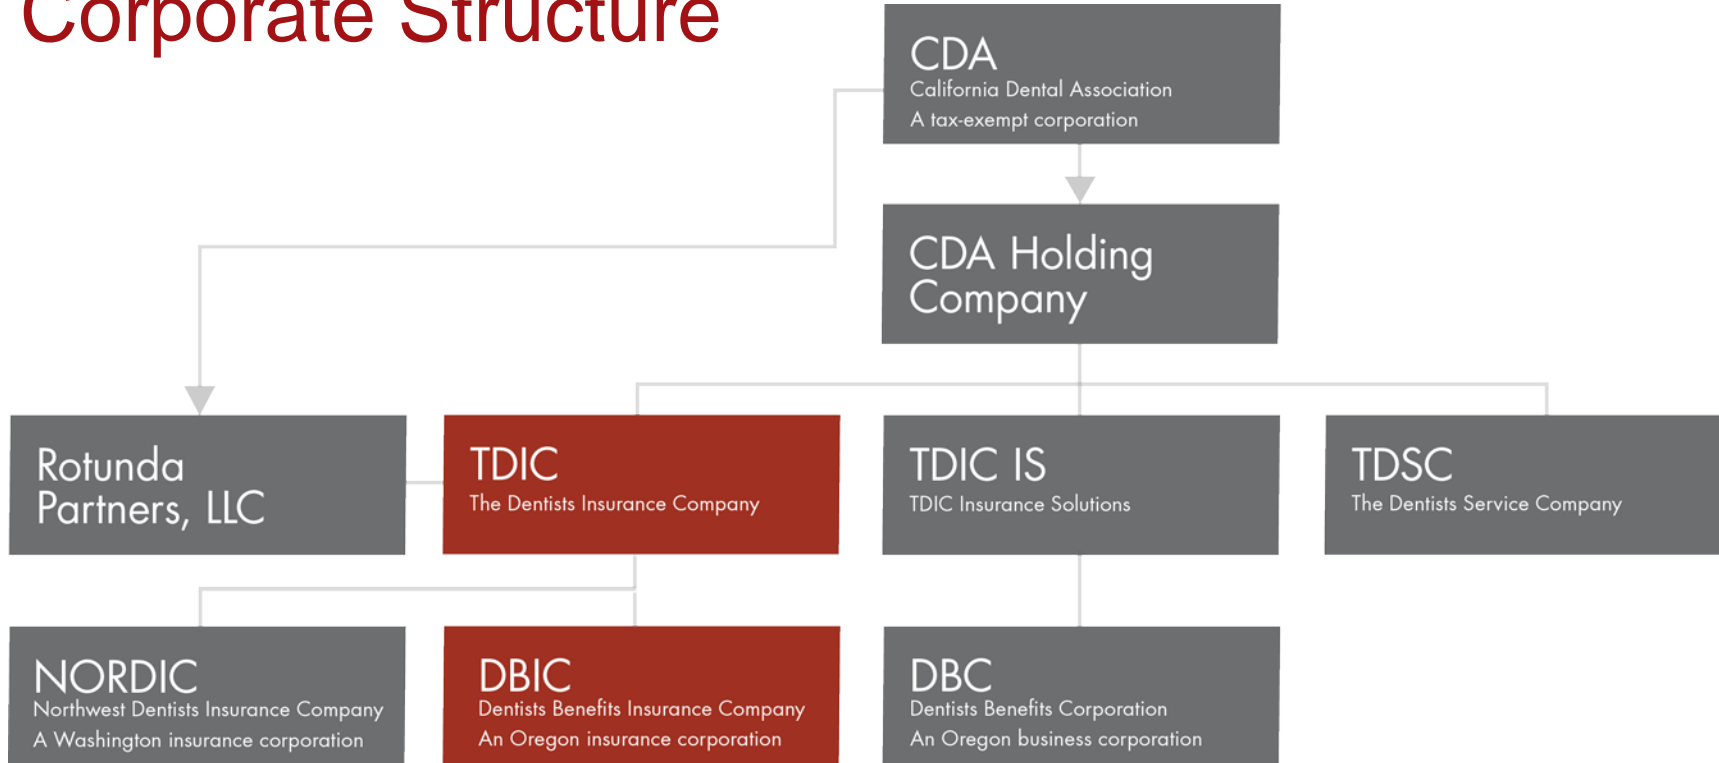 Corporate Structure
CDA
California Dental Association
A tax-exempt corporation
CDA Holding
Company
Rotunda
Partners, LLC
TDIC
The Dentists Insurance Company
TDIC IS
TDIC Insurance Solutions
TDSC
The Dentists Service Company
NORDIC
Northwest Dentists Insurance Company
A Washington insurance corporation
DBIC
Dentists Benefits Insurance Company
An Oregon insurance corporation
DBC
Dentists Benefits Corporation
An Oregon business corporation